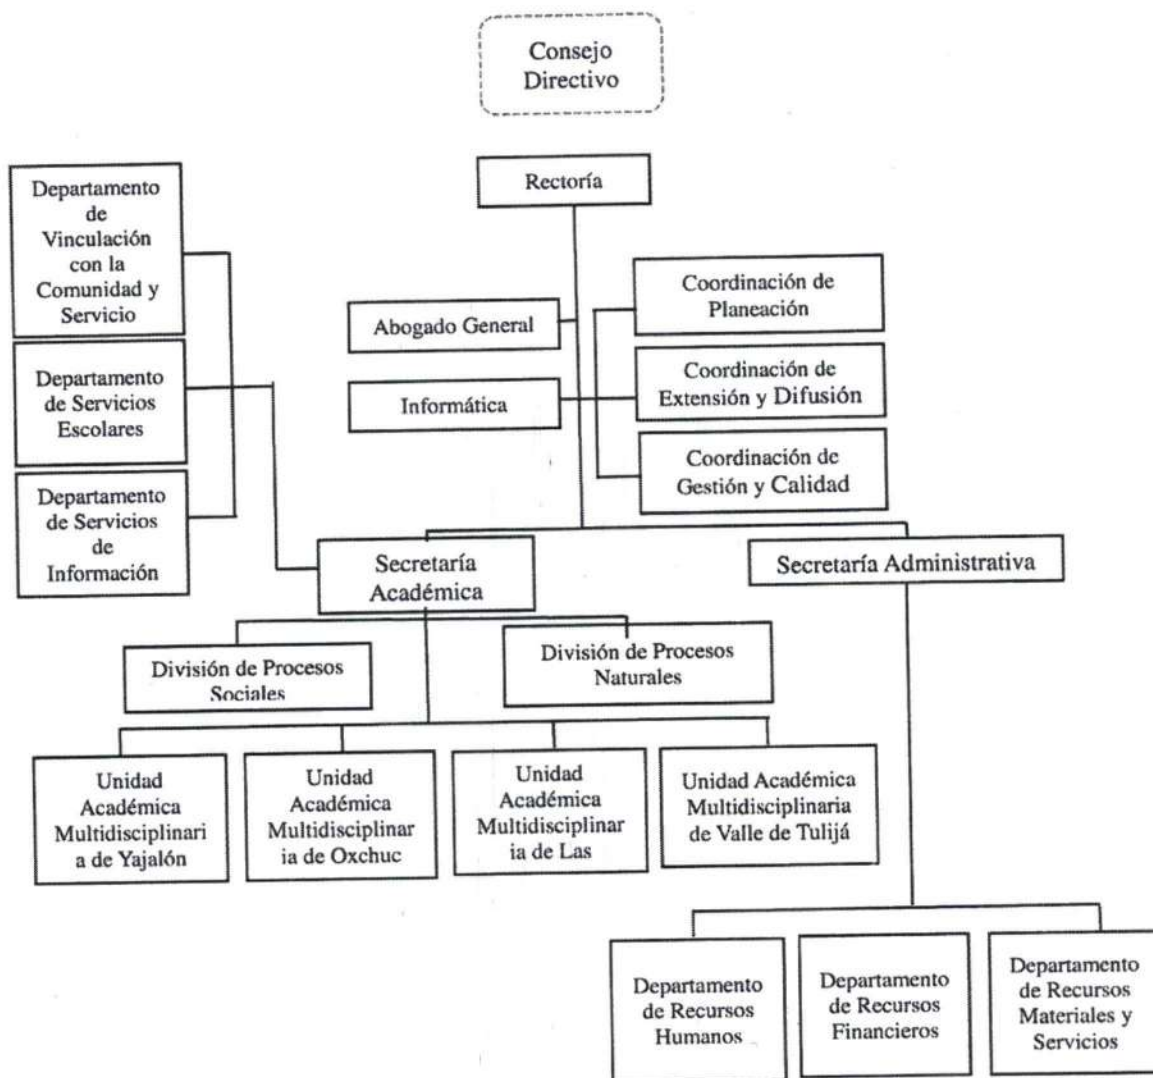 Consejo
Directivo
Rectoría
Departamento
de
Vinculación
con la
Comunidad y
Servicio
Departamento
de Servicios
Escolares
Departamento
de Servicios
de
Información
Abogado General
Informática
Coordinación de
Planeación
Coordinación de
Extensión y Difusión
Coordinación de
Gestión y Calidad
Secretaría
Académica
Secretaría Administrativa
División de Procesos
Sociales
División de Procesos
Naturales
Unidad
Académica
Multidisciplinari
a de Yajalón
Unidad
Académica
Multidisciplinar
ia de Oxchuc
Unidad
Académica
Multidisciplinar
ia de Las
Unidad Académica
Multidisciplinaria
de Valle de Tulijá
Departamento
de Recursos
Humanos
Departamento
de Recursos
Financieros
Departamento
de Recursos
Materiales y
Servicios